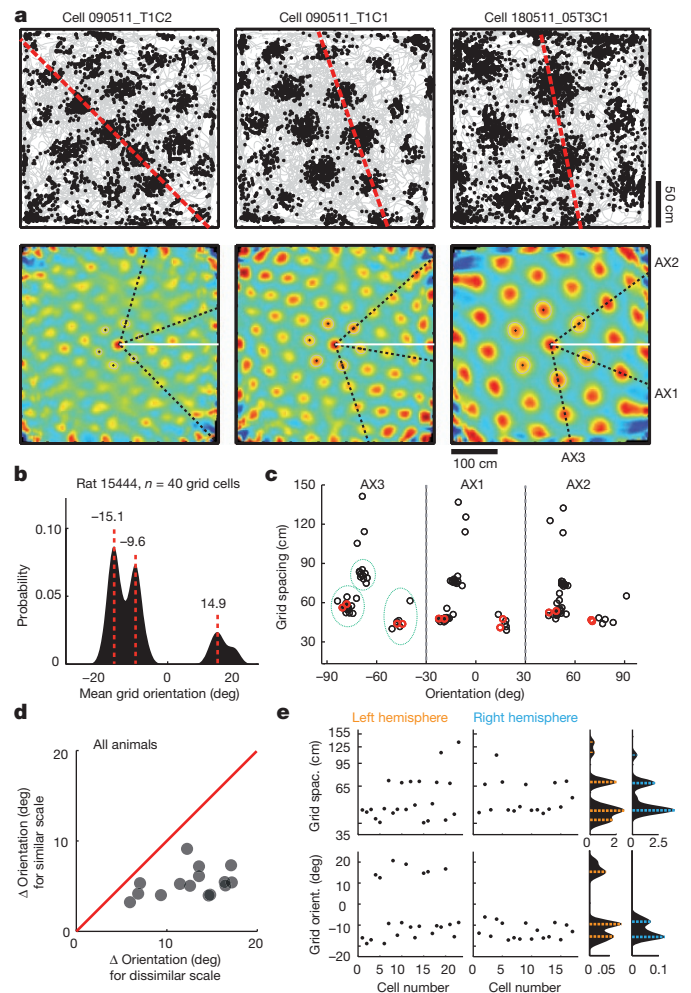 a
Cell 090511_T1C2
Cell 090511_T1C1
Cell 180511_05T3C1
50 cm
AX2
AX1
AX3
100 cm
b
Rat 15444, n = 40 grid cells
−15.1
−9.6
14.9
0.10
0.05
0
Probability
−20
0
20
Mean grid orientation (deg)
c
AX3
AX1
AX2
150
120
90
60
30
Grid spacing (cm)
−90
−60
−30
0
30
60
90
Orientation (deg)
d
All animals
20
10
0
Δ Orientation (deg)
for similar scale
0
10
20
Δ Orientation (deg)
for dissimilar scale
e
Left hemisphere
Right hemisphere
155
125
95
65
35
Grid spac. (cm)
0 2
0 2.5
20
10
0
−10
−20
Grid orient. (deg)
0 5 10 15 20
0 5 10 15
0 .05
0 0.1
Cell number
Cell number